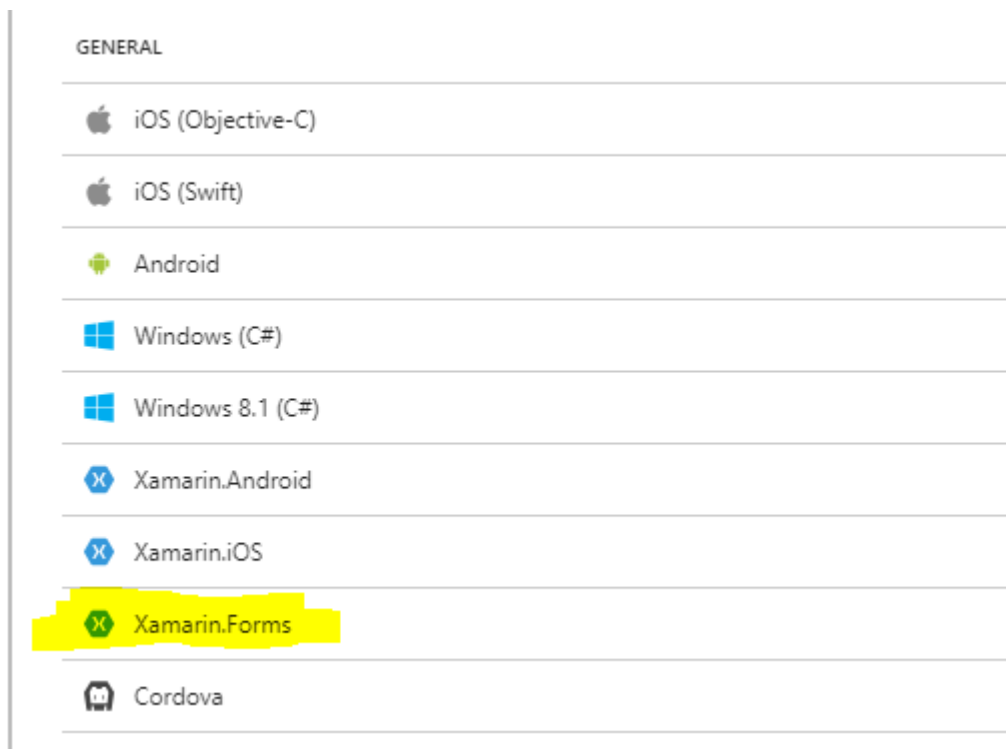 GENERAL
iOS (Objective-C)
iOS (Swift)
Android
Windows (C#)
Windows 8.1 (C#)
Xamarin.Android
Xamarin.iOS
Xamarin.Forms
Cordova